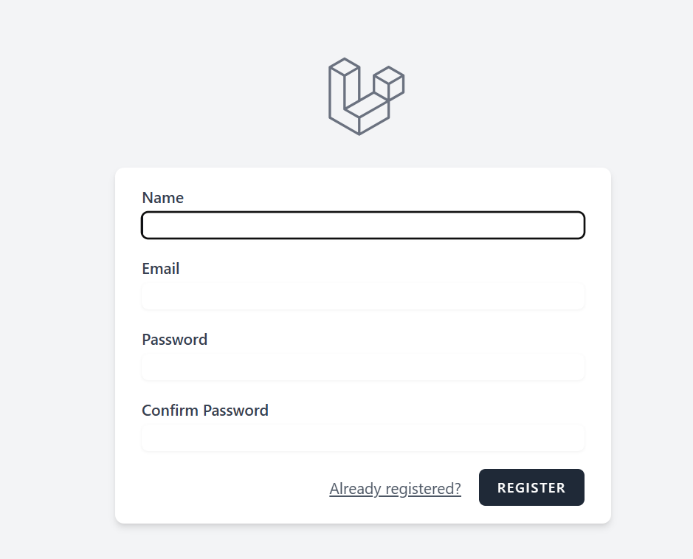 Name
Email
Password
Confirm Password
Already registered? REGISTER